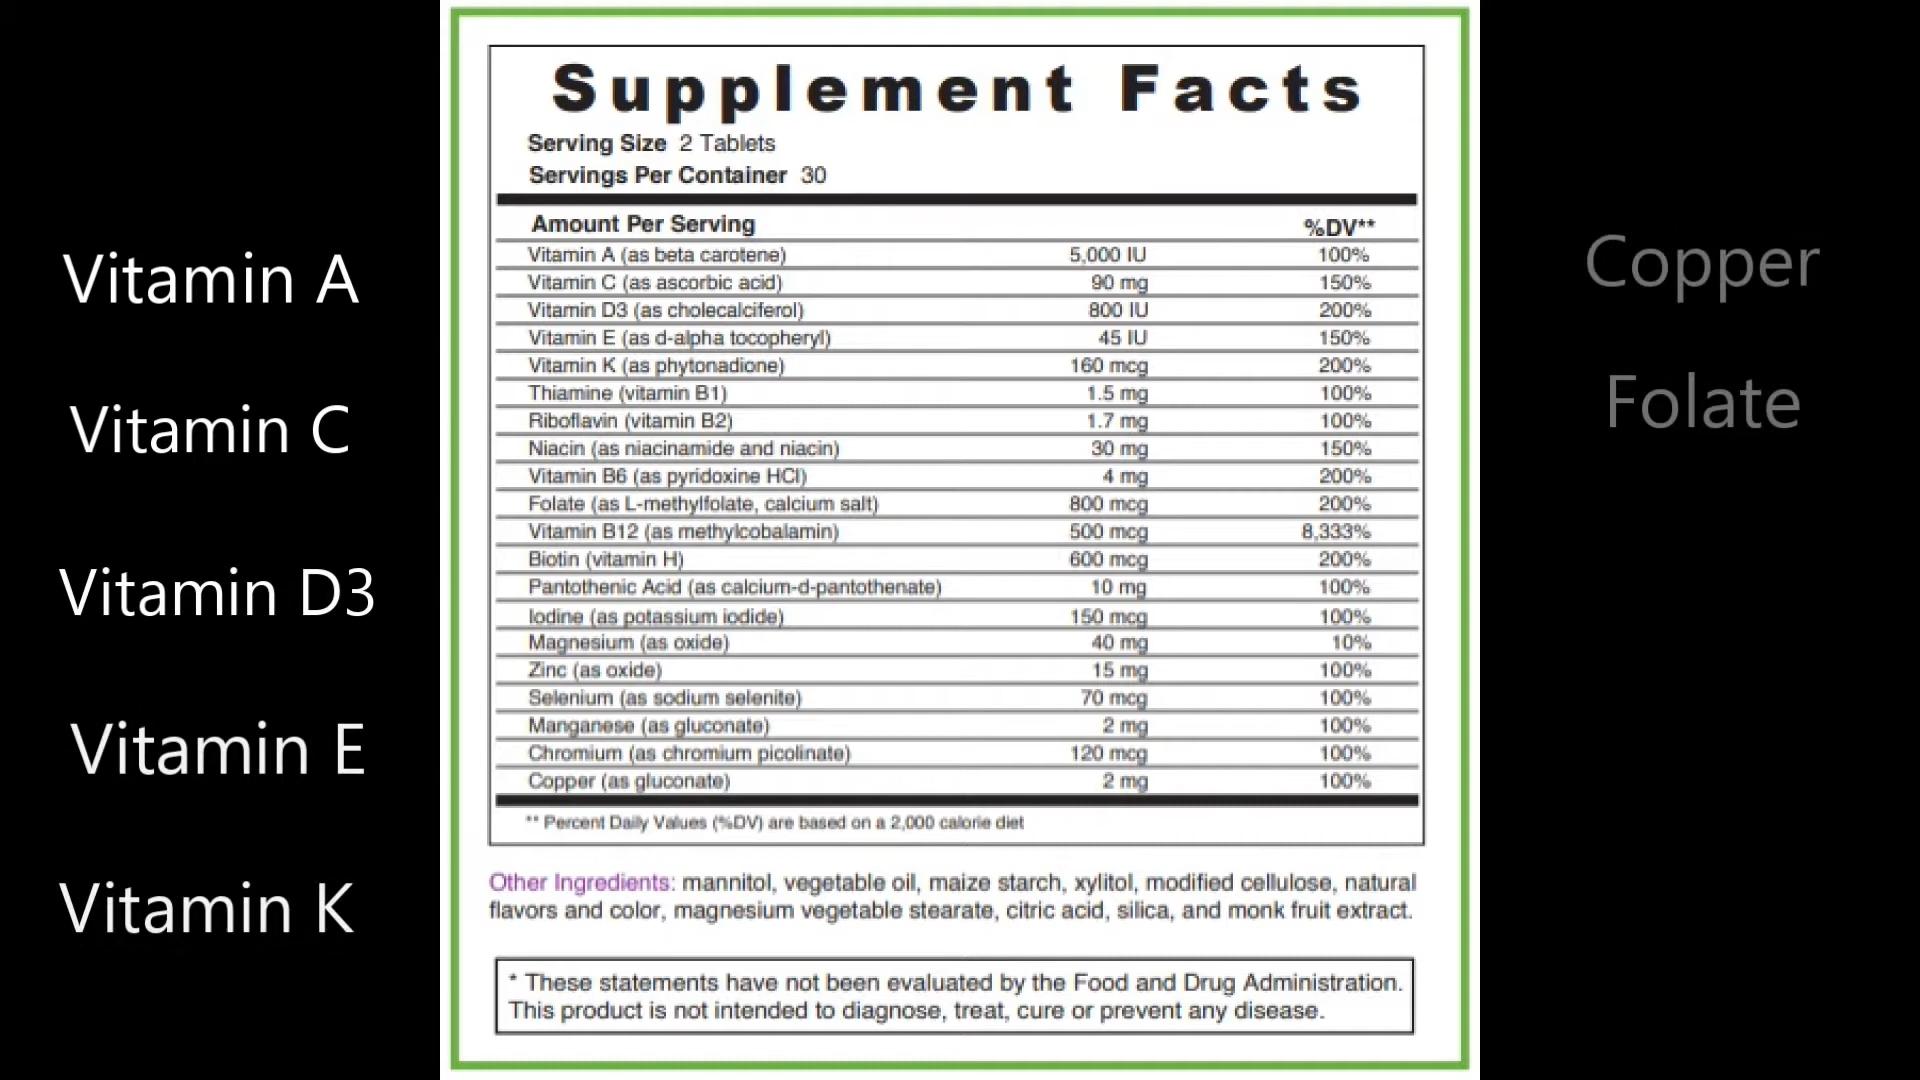 Vitamin A
Vitamin C
Vitamin D3
Vitamin E
Vitamin K
Supplement Facts
Serving Size 2 Tablets
Servings Per Container 30
Amount Per Serving %DV**
Vitamin A (as beta carotene) 5,000 IU 100%
Vitamin C (as ascorbic acid) 90 mg 150%
Vitamin D3 (as cholecalciferol) 800 IU 200%
Vitamin E (as d-alpha tocopheryl) 45 IU 150%
Vitamin K (as phytonadione) 160 mcg 200%
Thiamine (vitamin B1) 1.5 mg 100%
Riboflavin (vitamin B2) 1.7 mg 100%
Niacin (as niacinamide and niacin) 30 mg 150%
Vitamin B6 (as pyridoxine HCl) 4 mg 200%
Folate (as L-methylfolate, calcium salt) 800 mcg 200%
Vitamin B12 (as methylcobalamin) 500 mcg 8,333%
Biotin (vitamin H) 600 mcg 200%
Pantothenic Acid (as calcium-d-pantothenate) 10 mg 100%
Iodine (as potassium iodide) 150 mcg 100%
Magnesium (as oxide) 40 mg 10%
Zinc (as oxide) 15 mg 100%
Selenium (as sodium selenite) 70 mcg 100%
Manganese (as gluconate) 2 mg 100%
Chromium (as chromium picolinate) 120 mcg 100%
Copper (as gluconate) 2 mg 100%
** Percent Daily Values (%DV) are based on a 2,000 calorie diet
Other Ingredients: mannitol, vegetable oil, maize starch, xylitol, modified cellulose, natural
flavors and color, magnesium vegetable stearate, citric acid, silica, and monk fruit extract.
* These statements have not been evaluated by the Food and Drug Administration.
This product is not intended to diagnose, treat, cure or prevent any disease.
Copper
Folate